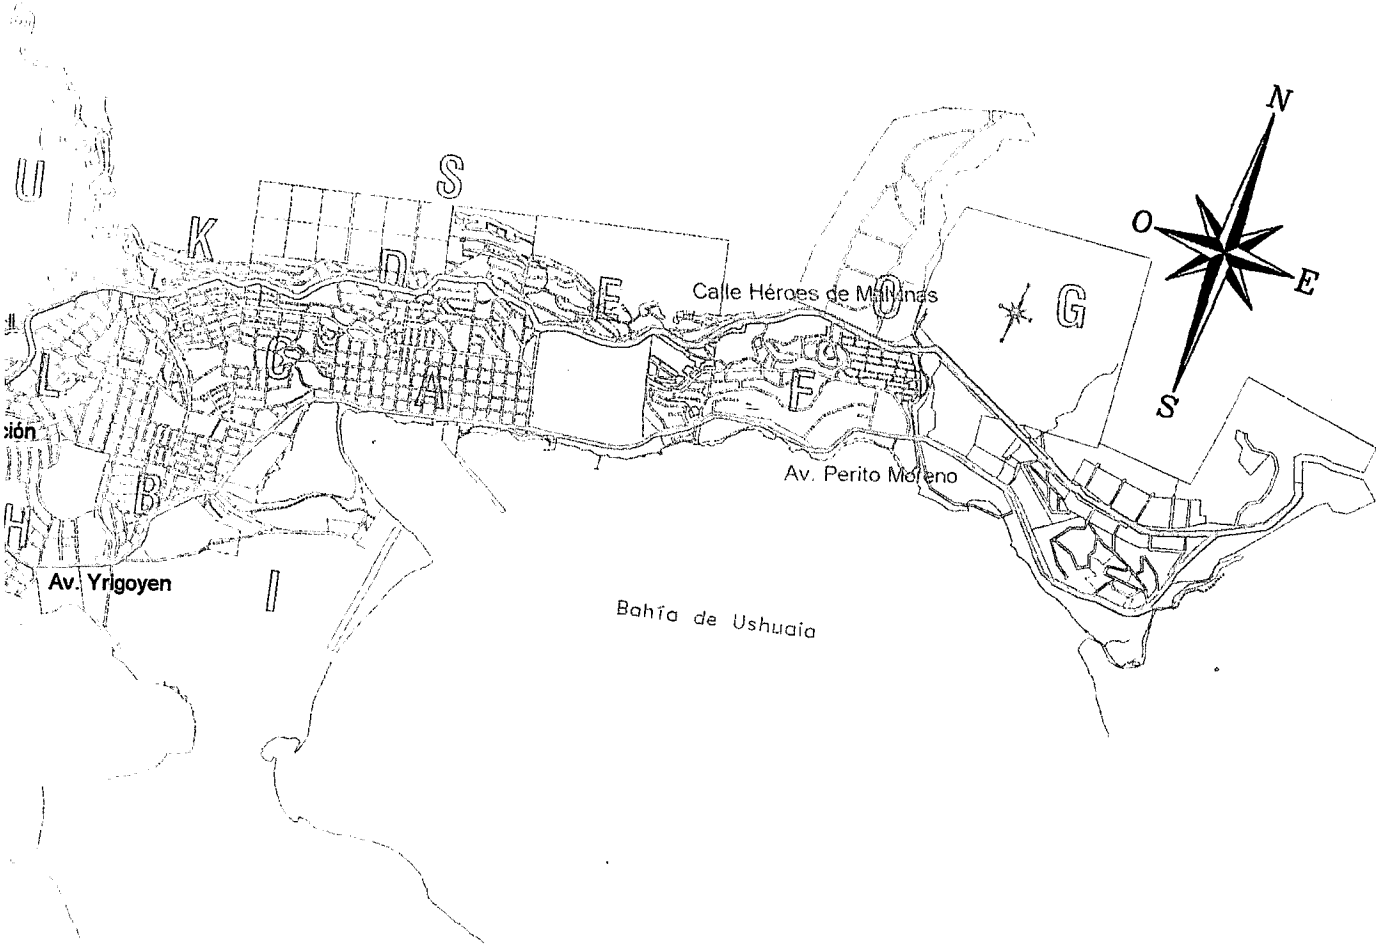 N
U
S
K
O
D
E
E
Calle Héroes de Malvinas
O
G
C
L
A
F
S
ción
Av. Perito Moreno
B
R
H
Av. Yrigoyen
I
Bahía de Ushuaia